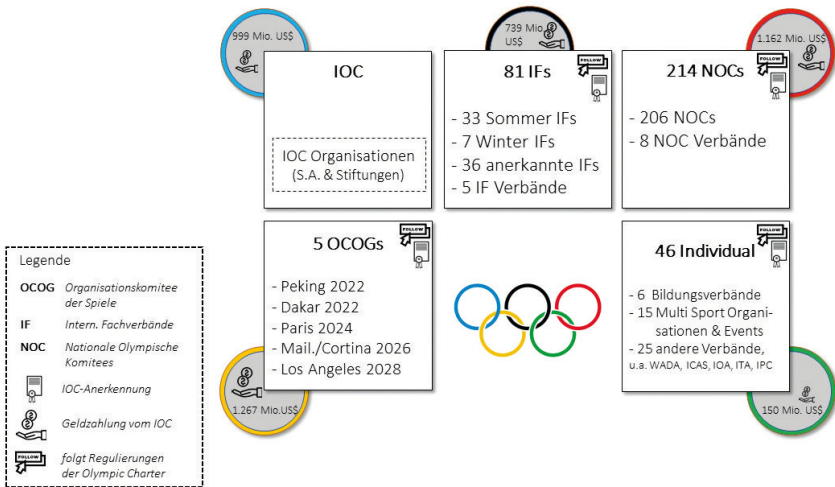 999 Mio. US$
IOC
IOC Organisationen
(S.A. & Stiftungen)
739 Mio.
US$
FOLLOW
81 IFs
- 33 Sommer IFs
- 7 Winter IFs
- 36 anerkannte IFs
- 5 IF Verbände
1.162 Mio. US$
FOLLOW
214 NOCs
- 206 NOCs
- 8 NOC Verbände
FOLLOW
5 OCOGs
- Peking 2022
- Dakar 2022
- Paris 2024
- Mail./Cortina 2026
- Los Angeles 2028
1.267 Mio.US$
FOLLOW
46 Individual
- 6 Bildungsverbände
- 15 Multi Sport Organi-
sationen & Events
- 25 andere Verbände,
u.a. WADA, ICAS, IOA, ITA, IPC
150 Mio. US$
Legende
OCOG Organisationskomitee
der Spiele
IF Intern. Fachverbände
NOC Nationale Olympische
Komitees
IOC-Anerkennung
Geldzahlung vom IOC
FOLLOW
folgt Regulierungen
der Olympic Charter